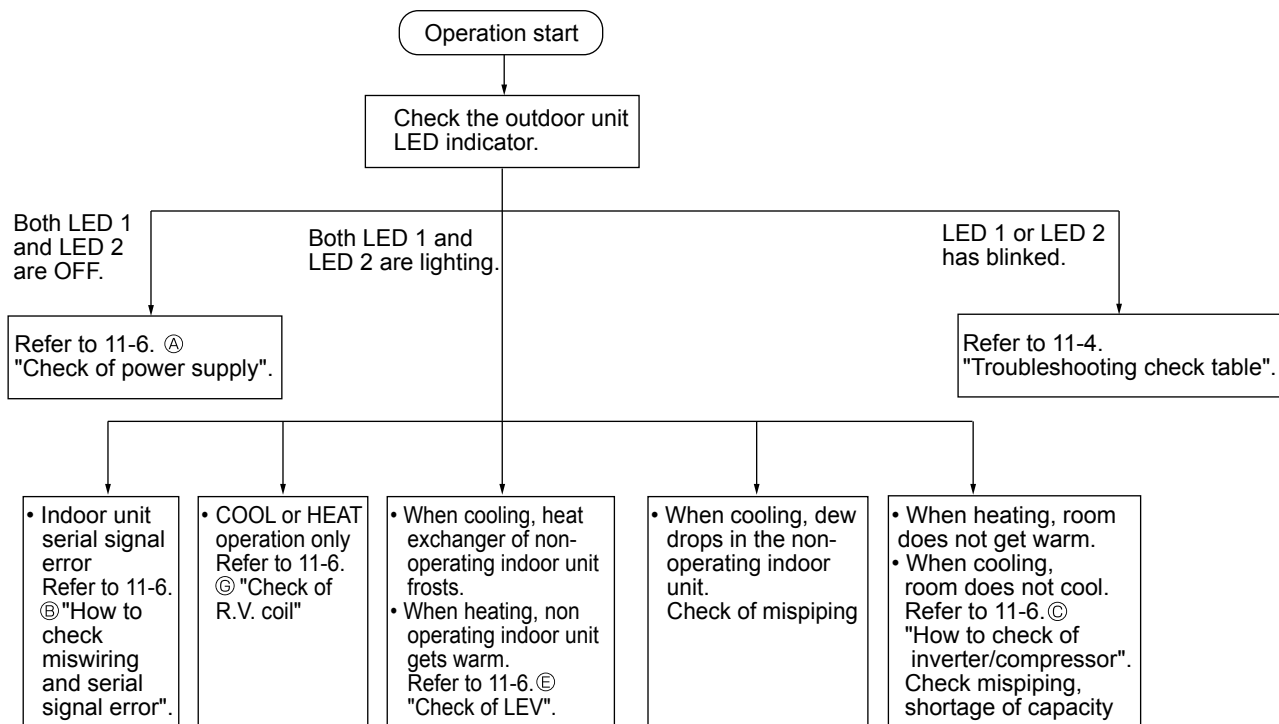 Operation start
Check the outdoor unit
LED indicator.
Both LED 1
and LED 2
are OFF.
Both LED 1 and
LED 2 are lighting.
LED 1 or LED 2
has blinked.
Refer to 11-6. Ⓐ
"Check of power supply".
Refer to 11-4.
"Troubleshooting check table".
• Indoor unit
serial signal
error
Refer to 11-6.
Ⓑ"How to
check
miswiring
and serial
signal error".
• COOL or HEAT
operation only
Refer to 11-6.
Ⓖ "Check of
R.V. coil"
• When cooling, heat
exchanger of non-
operating indoor unit
frosts.
• When heating, non
operating indoor unit
gets warm.
Refer to 11-6.Ⓔ
"Check of LEV".
• When cooling, dew
drops in the non-
operating indoor
unit.
Check of mispiping
• When heating, room
does not get warm.
• When cooling,
room does not cool.
Refer to 11-6.Ⓒ
"How to check of
inverter/compressor".
Check mispiping,
shortage of capacity